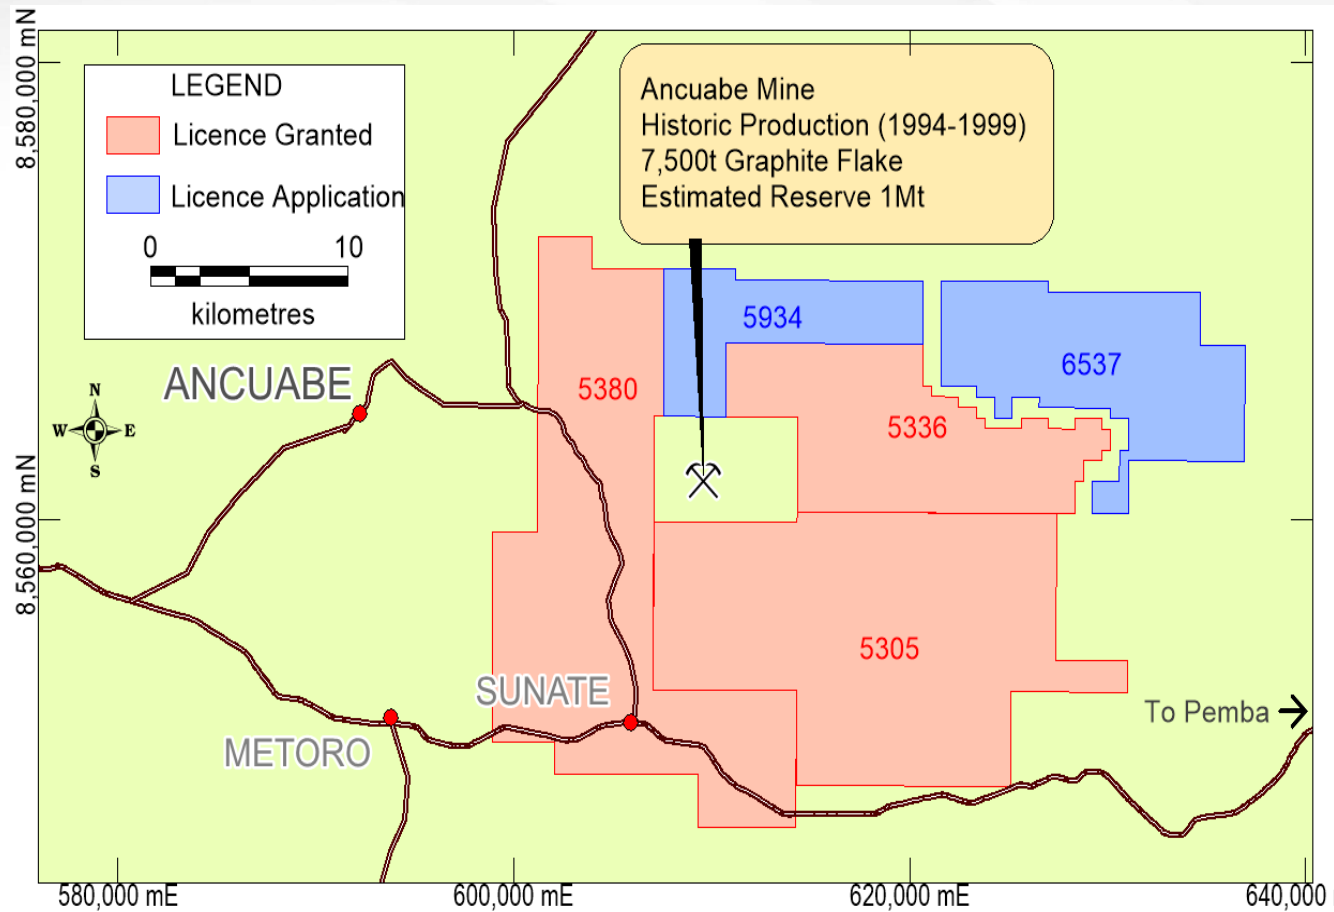 8,580,000 mN
LEGEND
Licence Granted
Licence Application
0 10
kilometres
Ancuabe Mine
Historic Production (1994-1999)
7,500t Graphite Flake
Estimated Reserve 1Mt
5934
6537
5380
5336
ANCUABE
N
W E
S
8,560,000 mN
5305
SUNATE
METORO
To Pemba
580,000 mE
600,000 mE
620,000 mE
640,000